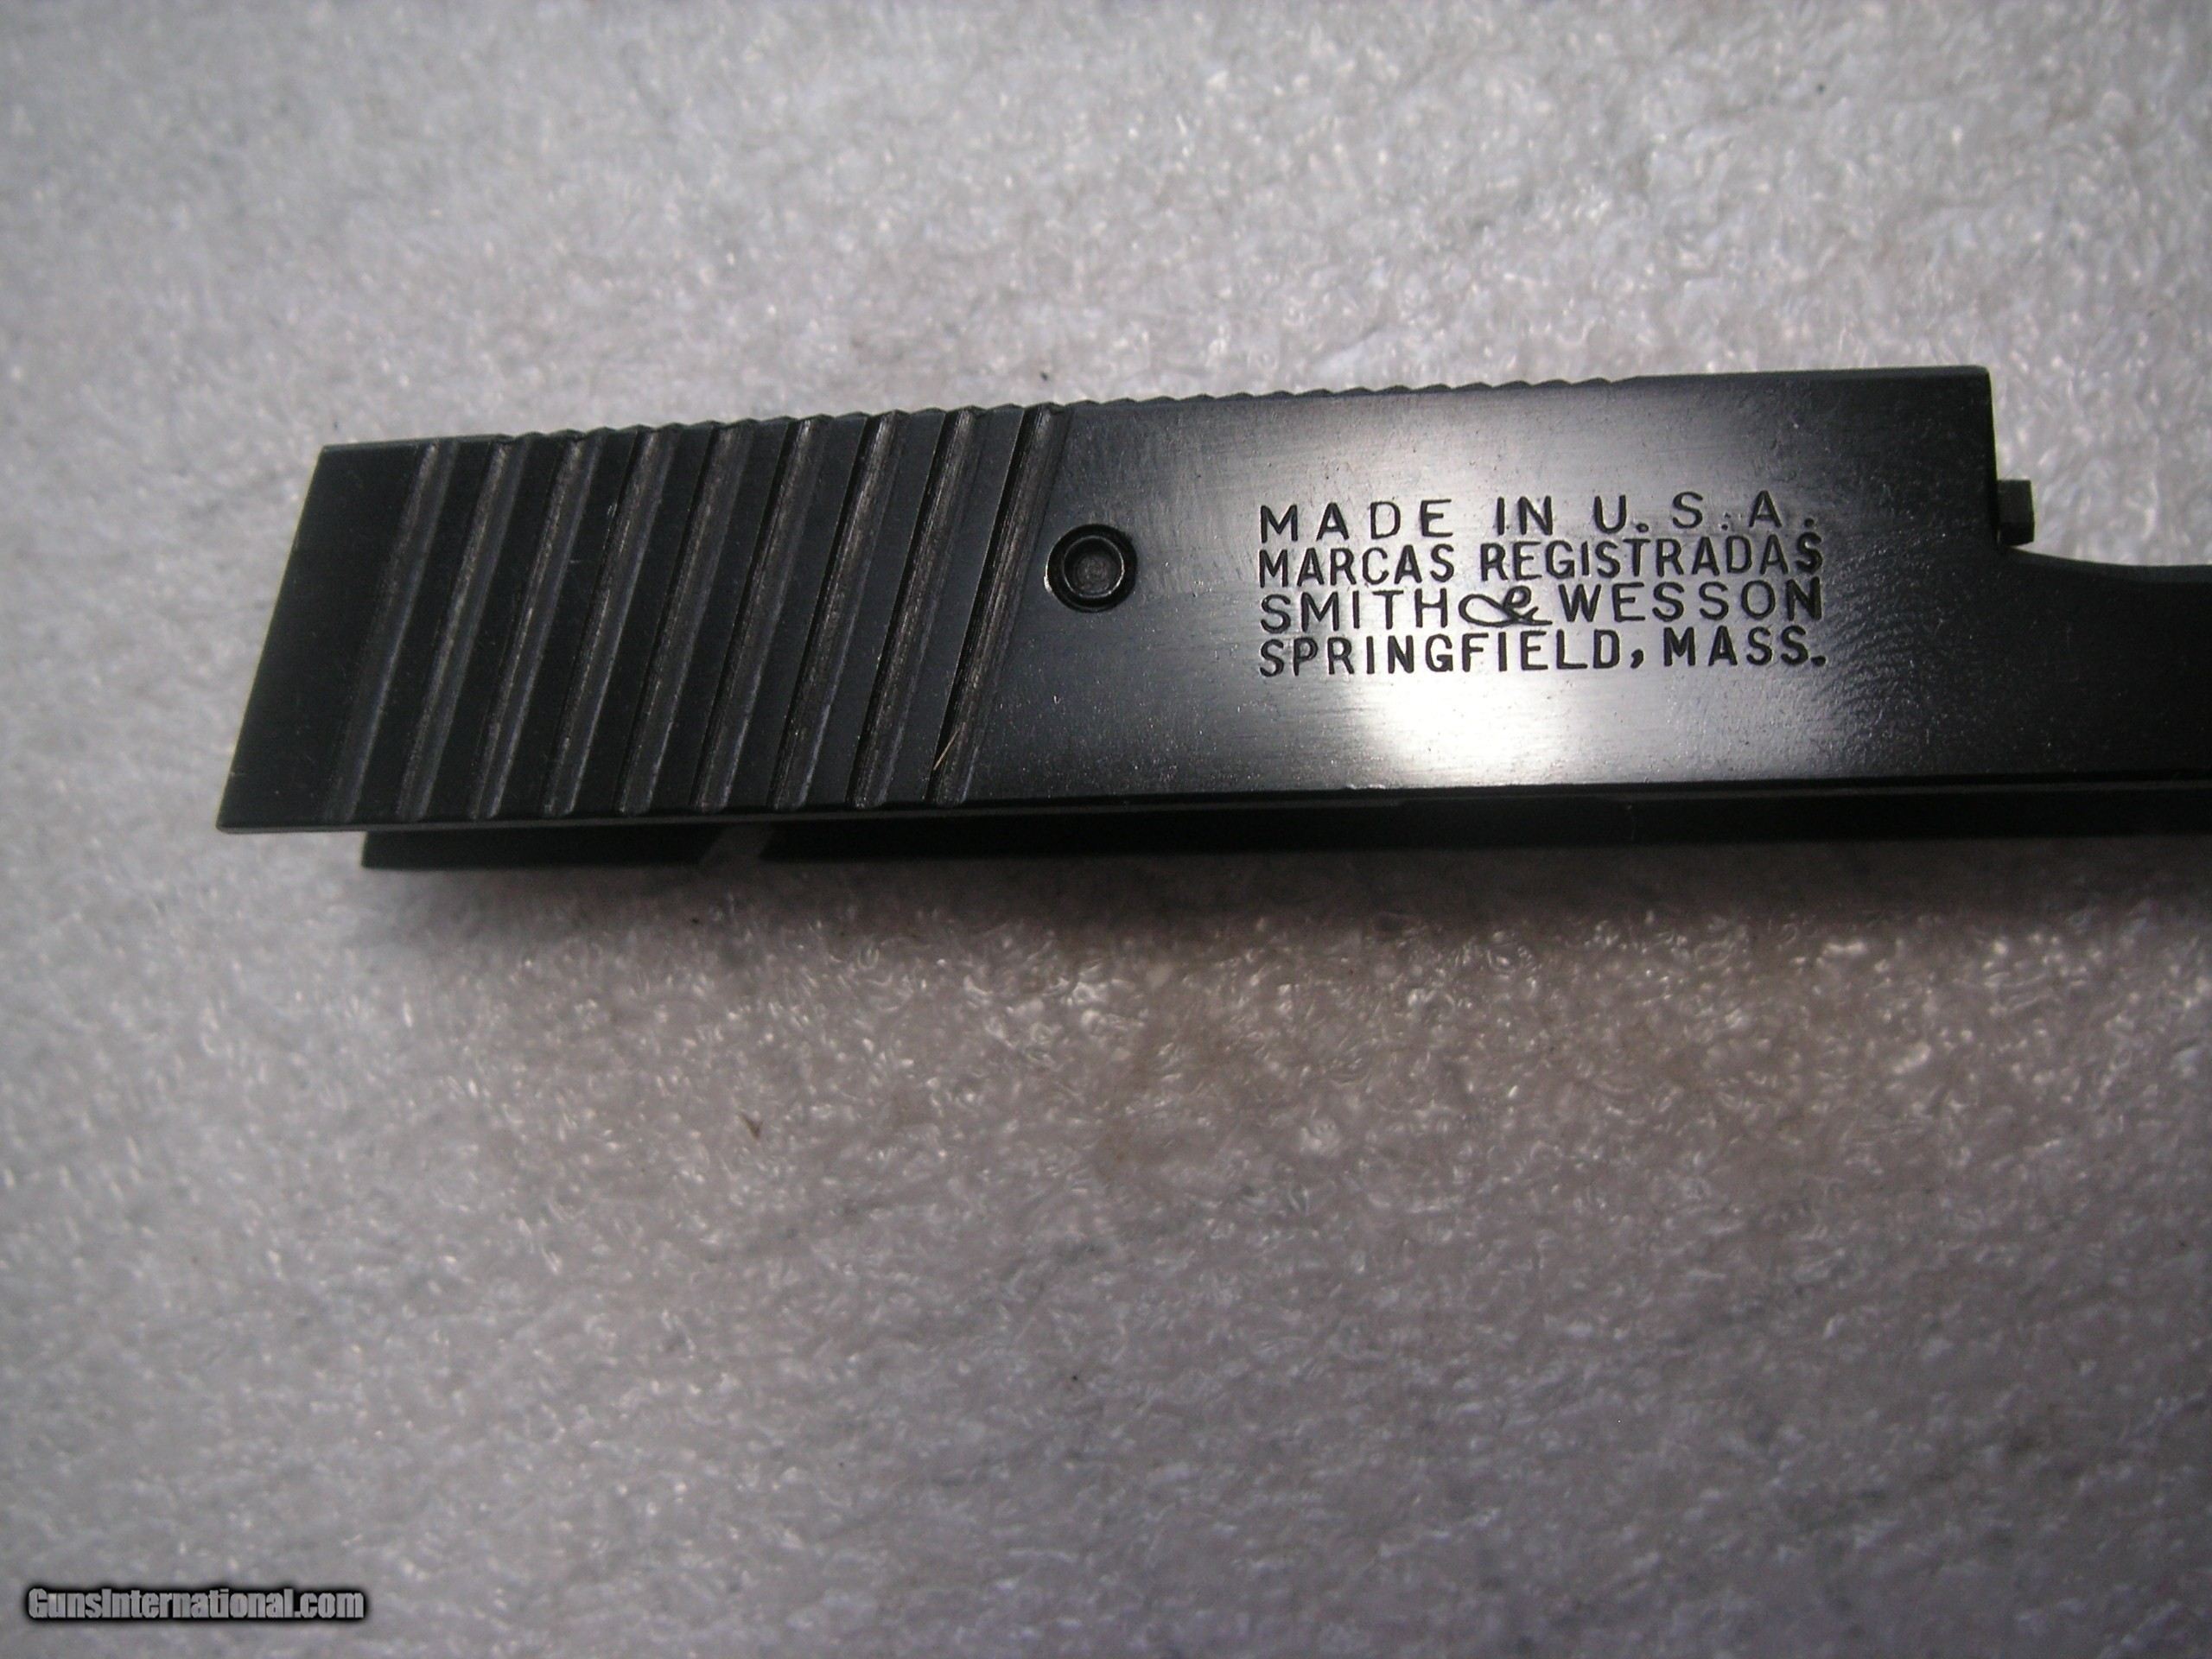 MADE IN U.S.A.
MARCAS REGISTRADAS
SMITH & WESSON
SPRINGFIELD, MASS.
GunsInternational.com